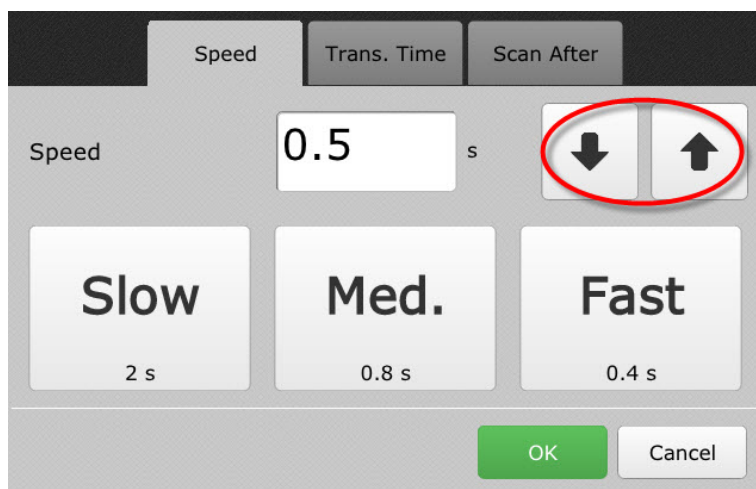 Speed Trans. Time Scan After
Speed 0.5 s
Slow Med. Fast
2 s 0.8 s 0.4 s
OK Cancel